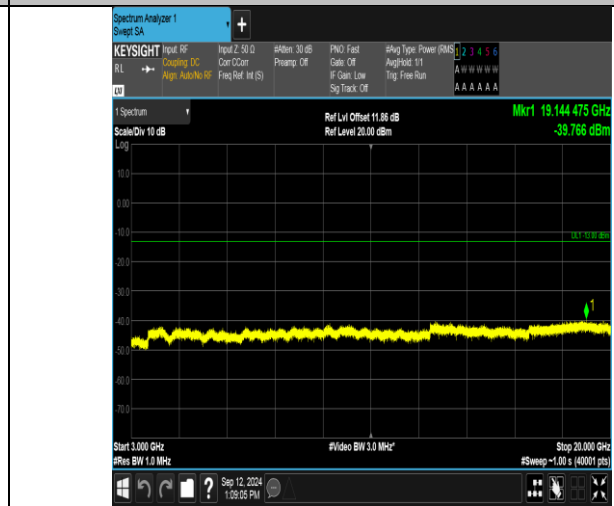 Spectrum Analyzer 1
Swept SA
+
KEYSIGHT Input: RF Input Z: 50 Ω #Atten: 30 dB PNO: Fast #Avg Type: Power (RMS 1 2 3 4 5 6
RL Coupling: DC Corr CCorr Preamp: Off Gate: Off Avg|Hold: 1/1 A W W W W W
Align: Auto/No RF Freq Ref: Int (S) IF Gain: Low Trig: Free Run
Sig Track: Off A A A A A A
1 Spectrum
Ref Lvl Offset 11.86 dB Mkr1 19.144 475 GHz
Scale/Div 10 dB Ref Level 20.00 dBm -39.766 dBm
Log
10.0
0.00
-10.0
DL1 -13.00 dBm
-20.0
-30.0
1
-40.0
-50.0
-60.0
-70.0
Start 3.000 GHz #Video BW 3.0 MHz* Stop 20.000 GHz
#Res BW 1.0 MHz #Sweep ~1.00 s (40001 pts)
? Sep 12, 2024
1:09:05 PM